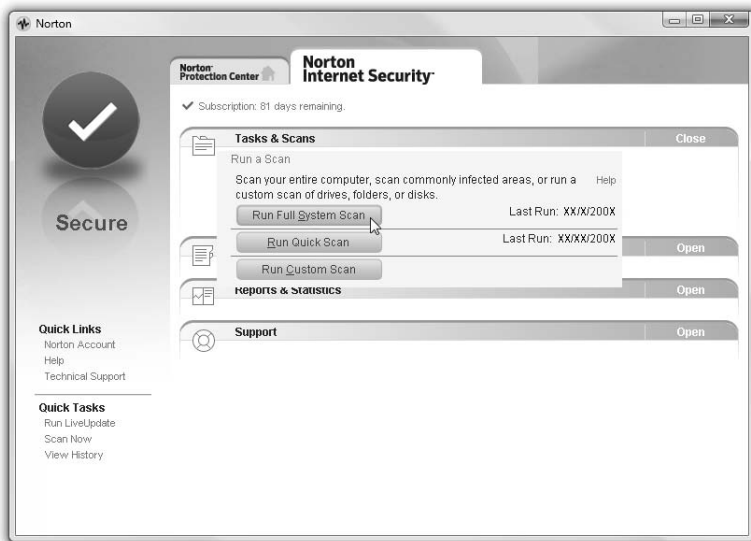 Norton
Norton
Protection Center
Norton
Internet Security
Subscription: 81 days remaining.
Tasks & Scans
Close
Run a Scan
Scan your entire computer, scan commonly infected areas, or run a
custom scan of drives, folders, or disks.
Help
Run Full System Scan
Last Run: XX/X/200X
Run Quick Scan
Last Run: XX/XX/200X
Open
Run Custom Scan
Reports & Statistics
Open
Support
Open
Secure
Quick Links
Norton Account
Help
Technical Support
Quick Tasks
Run LiveUpdate
Scan Now
View History